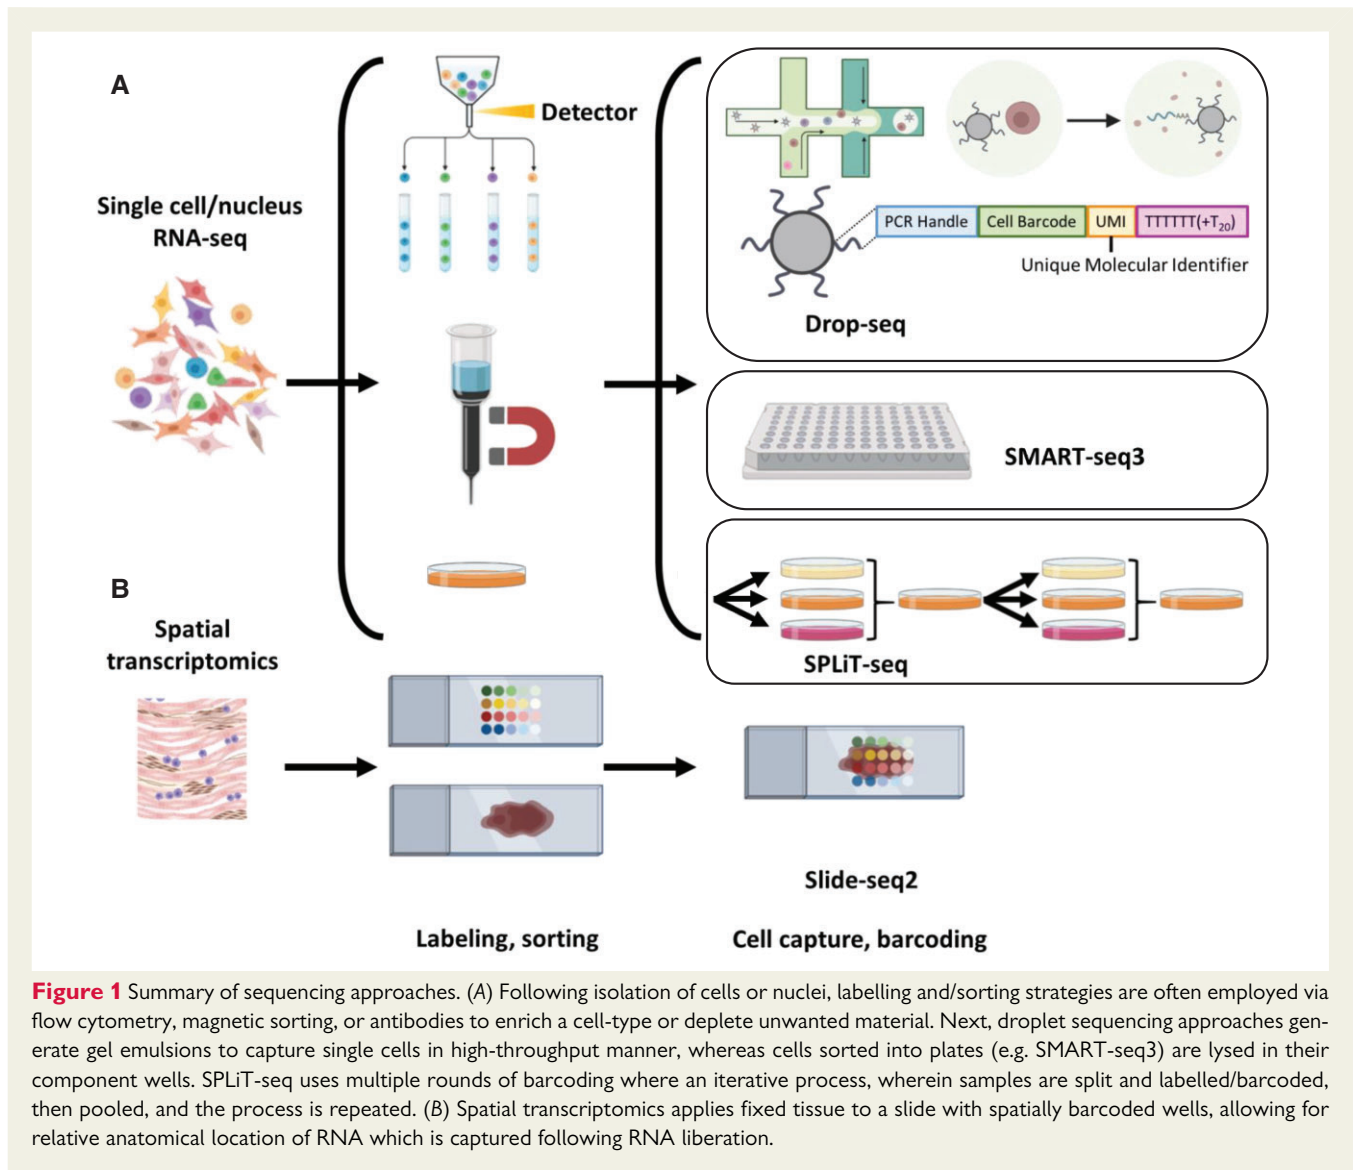 A
Detector
Single cell/nucleus
RNA-seq
PCR Handle Cell Barcode UMI TTTTTT(+T20)
Unique Molecular Identifier
Drop-seq
SMART-seq3
SPLiT-seq
B
Spatial
transcriptomics
Slide-seq2
Labeling, sorting
Cell capture, barcoding
Figure 1 Summary of sequencing approaches. (A) Following isolation of cells or nuclei, labelling and/sorting strategies are often employed via
flow cytometry, magnetic sorting, or antibodies to enrich a cell-type or deplete unwanted material. Next, droplet sequencing approaches gen-
erate gel emulsions to capture single cells in high-throughput manner, whereas cells sorted into plates (e.g. SMART-seq3) are lysed in their
component wells. SPLiT-seq uses multiple rounds of barcoding where an iterative process, wherein samples are split and labelled/barcoded,
then pooled, and the process is repeated. (B) Spatial transcriptomics applies fixed tissue to a slide with spatially barcoded wells, allowing for
relative anatomical location of RNA which is captured following RNA liberation.